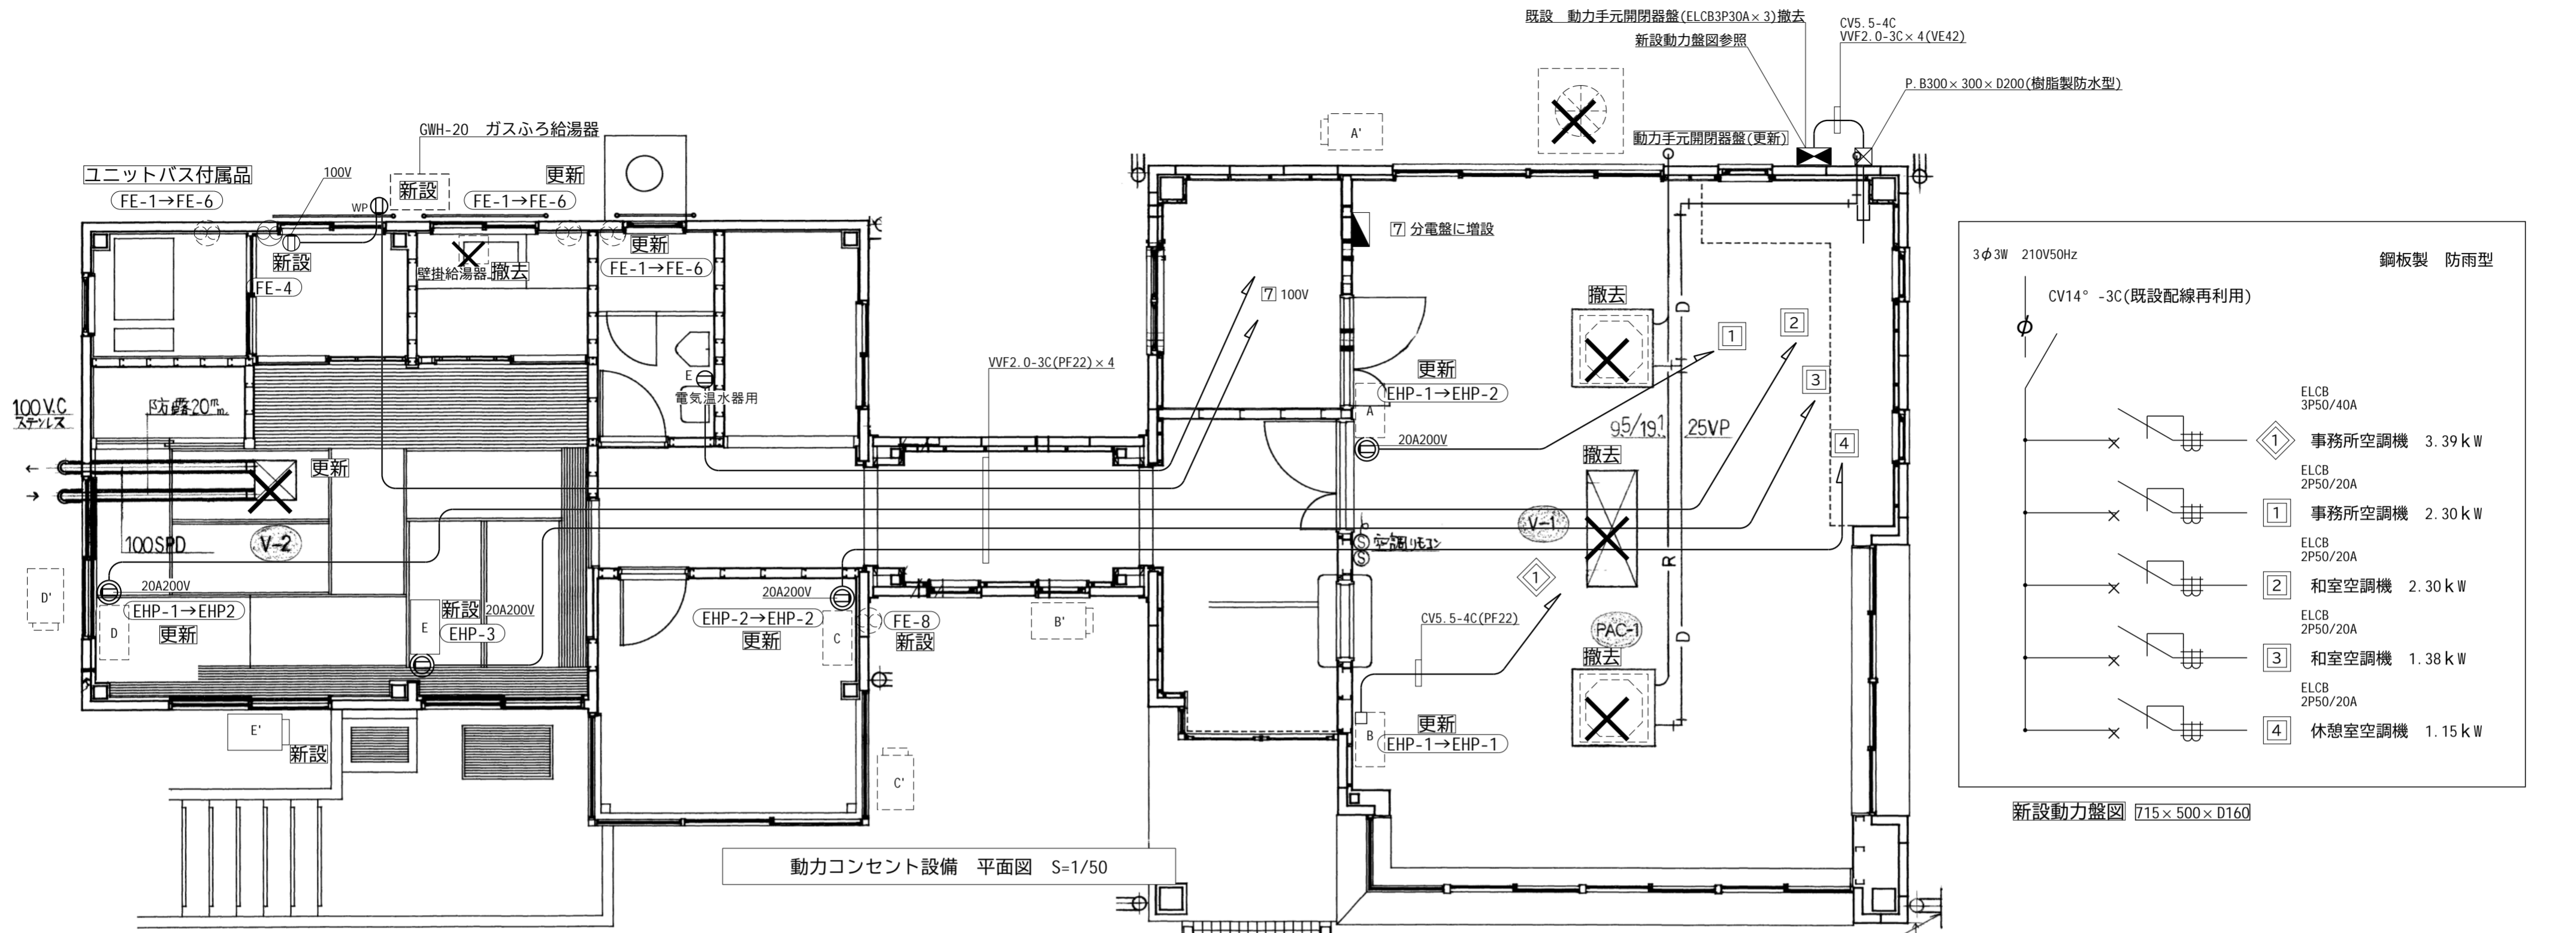 既設　動力手元開閉器盤(ELCB3P30A×3)撤去
新設動力盤図参照
CV5.5-4C
VVF2.0-3C×4(VE42)
P.B300×300×D200(樹脂製防水型)
動力手元開閉器盤(更新)
GWH-20　ガスふろ給湯器
ユニットバス付属品
FE-1→FE-6
100V
WP
新設
更新
FE-1→FE-6
A'
新設
FE-4
壁掛給湯器 撤去
更新
FE-1→FE-6
7 分電盤に増設
7 100V
撤去
1
2
3
4
VVF2.0-3C(PF22)×4
E
電気温水器用
更新
EHP-1→EHP-2
A
20A200V
D
9.5/19.1
25VP
撤去
100V.C
ステンレス
防露20mm
←
→
更新
V-2
100SPD
V-1
S 空調リモコン
S
1
R
D'
20A200V
EHP-1→EHP2
D
更新
新設 20A200V
E
EHP-3
20A200V
EHP-2→EHP-2
更新
C
FE-8
新設
B'
CV5.5-4C(PF22)
PAC-1
D
撤去
更新
B
EHP-1→EHP-1
E'
新設
C'
動力コンセント設備　平面図　S=1/50
3φ3W　210V50Hz
鋼板製　防雨型
CV14°-3C(既設配線再利用)
ELCB
3P50/40A
1 事務所空調機　3.39kW
ELCB
2P50/20A
1 事務所空調機　2.30kW
ELCB
2P50/20A
2 和室空調機　2.30kW
ELCB
2P50/20A
3 和室空調機　1.38kW
ELCB
2P50/20A
4 休憩室空調機　1.15kW
新設動力盤図 715×500×D160